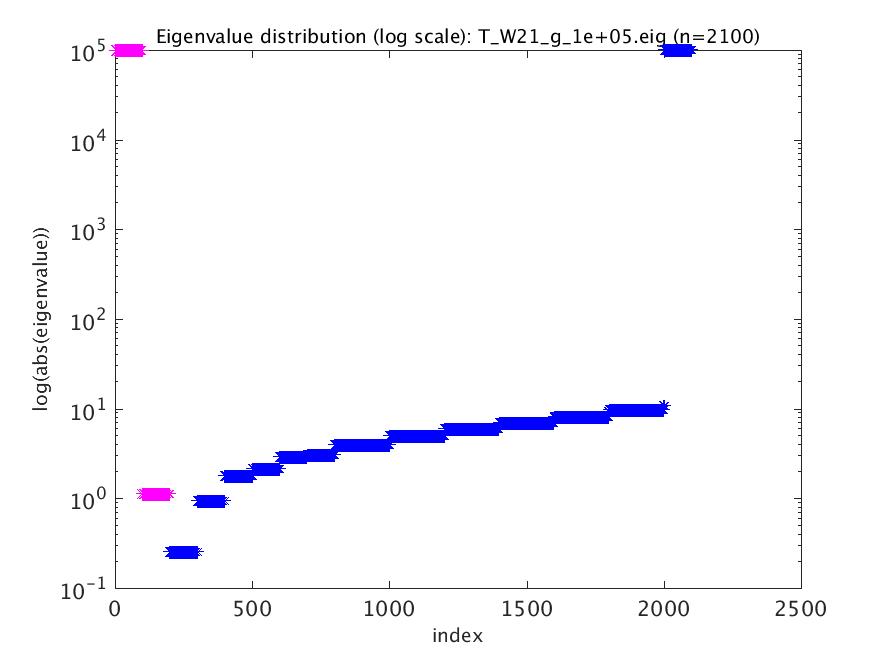 Eigenvalue distribution (log scale): T_W21_g_1e+05.eig (n=2100)
10^5
10^4
10^3
10^2
10^1
10^0
10^-1
log(abs(eigenvalue))
0 500 1000 1500 2000 2500
index